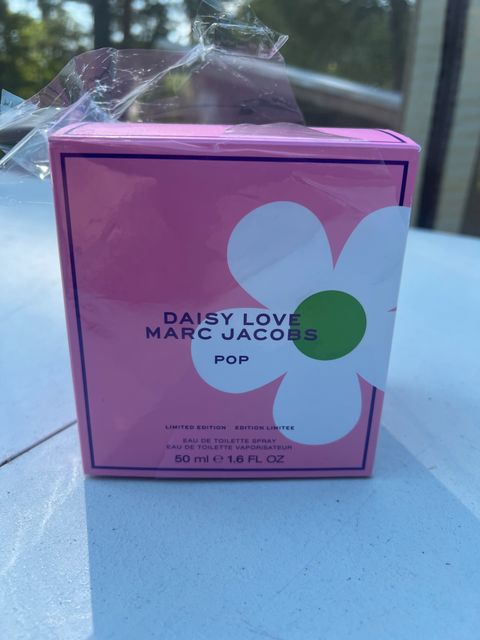 DAISY LOVE
MARC JACOBS
POP
LIMITED EDITION EDITION LIMITEE
EAU DE TOILETTE SPRAY
EAU DE TOILETTE VAPORISATEUR
50 ml ℮ 1.6 FL OZ